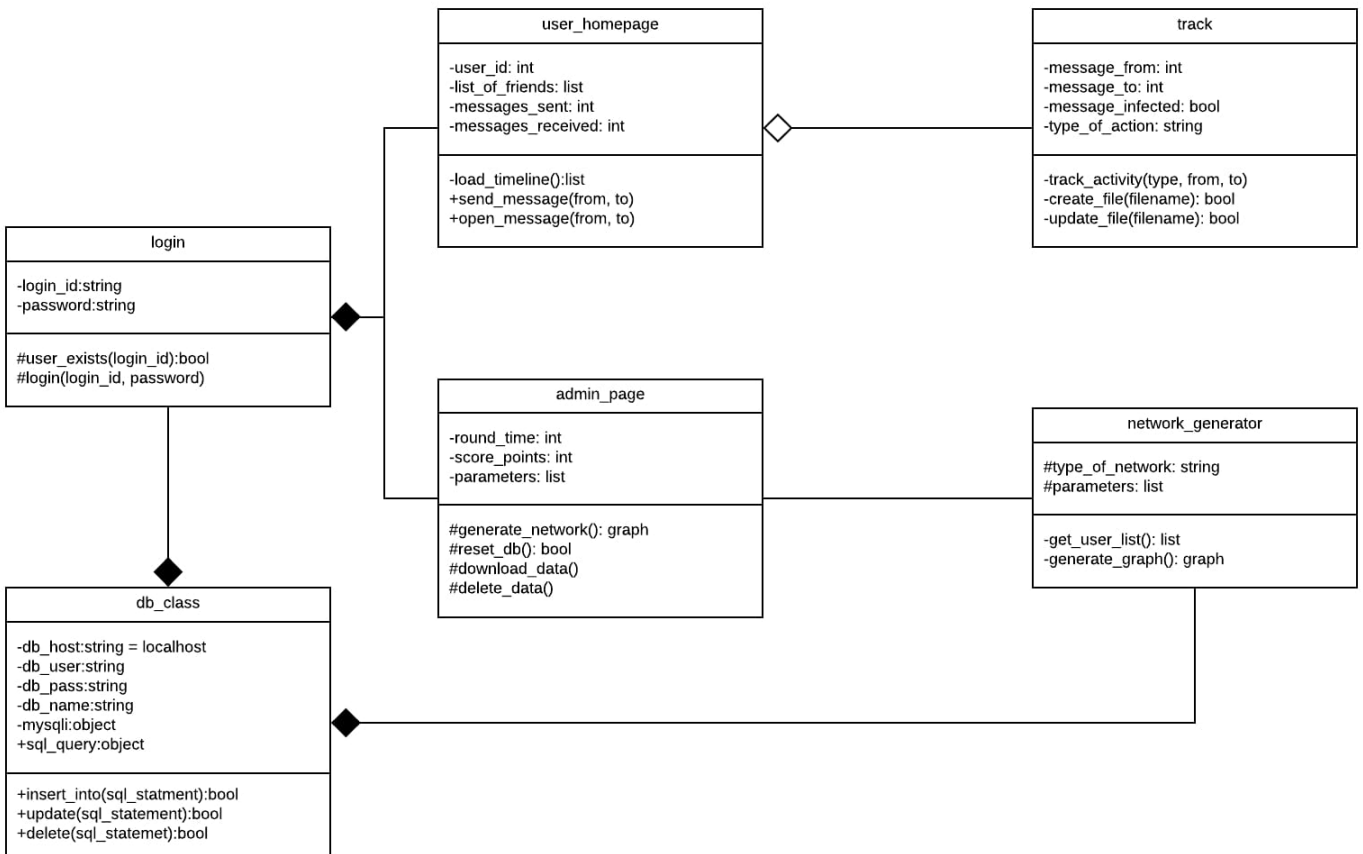 user_homepage
-user_id: int
-list_of_friends: list
-messages_sent: int
-messages_received: int
-load_timeline():list
+send_message(from, to)
+open_message(from, to)
track
-message_from: int
-message_to: int
-message_infected: bool
-type_of_action: string
-track_activity(type, from, to)
-create_file(filename): bool
-update_file(filename): bool
login
-login_id:string
-password:string
#user_exists(login_id):bool
#login(login_id, password)
admin_page
-round_time: int
-score_points: int
-parameters: list
#generate_network(): graph
#reset_db(): bool
#download_data()
#delete_data()
network_generator
#type_of_network: string
#parameters: list
-get_user_list(): list
-generate_graph(): graph
db_class
-db_host:string = localhost
-db_user:string
-db_pass:string
-db_name:string
-mysqli:object
+sql_query:object
+insert_into(sql_statment):bool
+update(sql_statement):bool
+delete(sql_statemet):bool